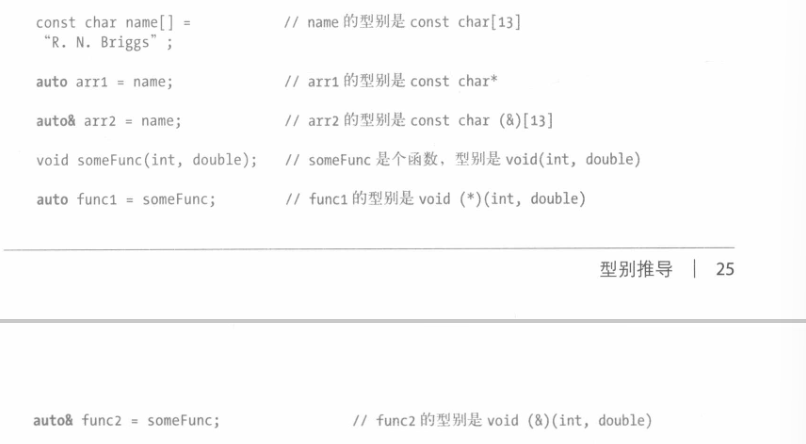 const char name[] =    // name 的型别是 const char[13]
“R. N. Briggs” ;
auto arr1 = name;    // arr1 的型别是 const char*
auto& arr2 = name;    // arr2 的型别是 const char (&)[13]
void someFunc(int, double);    // someFunc 是个函数，型别是 void(int, double)
auto func1 = someFunc;    // func1 的型别是 void (*)(int, double)
型别推导 | 25
auto& func2 = someFunc;    // func2 的型别是 void (&)(int, double)